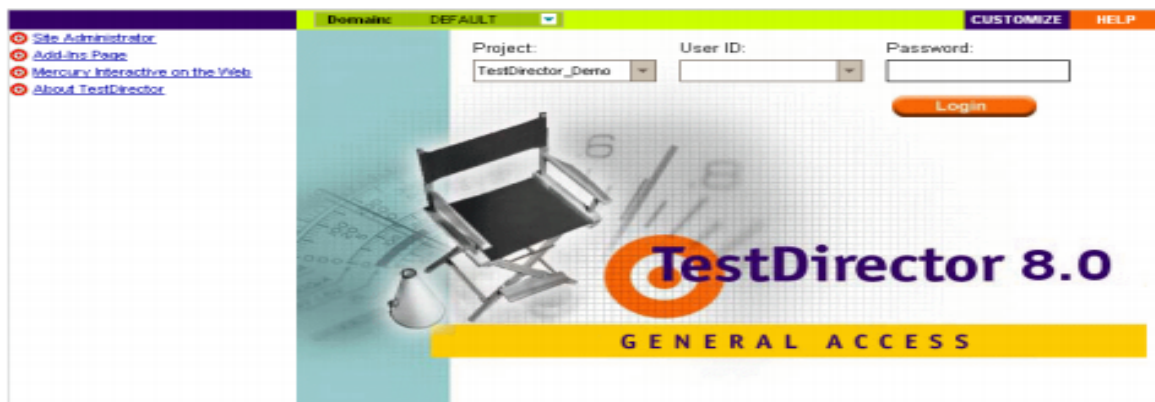 Domain: DEFAULT
CUSTOMIZE HELP
Site Administrator
Add-Ins Page
Mercury Interactive on the Web
About TestDirector
Project: User ID: Password:
TestDirector_Demo
Login
TestDirector 8.0
GENERAL ACCESS